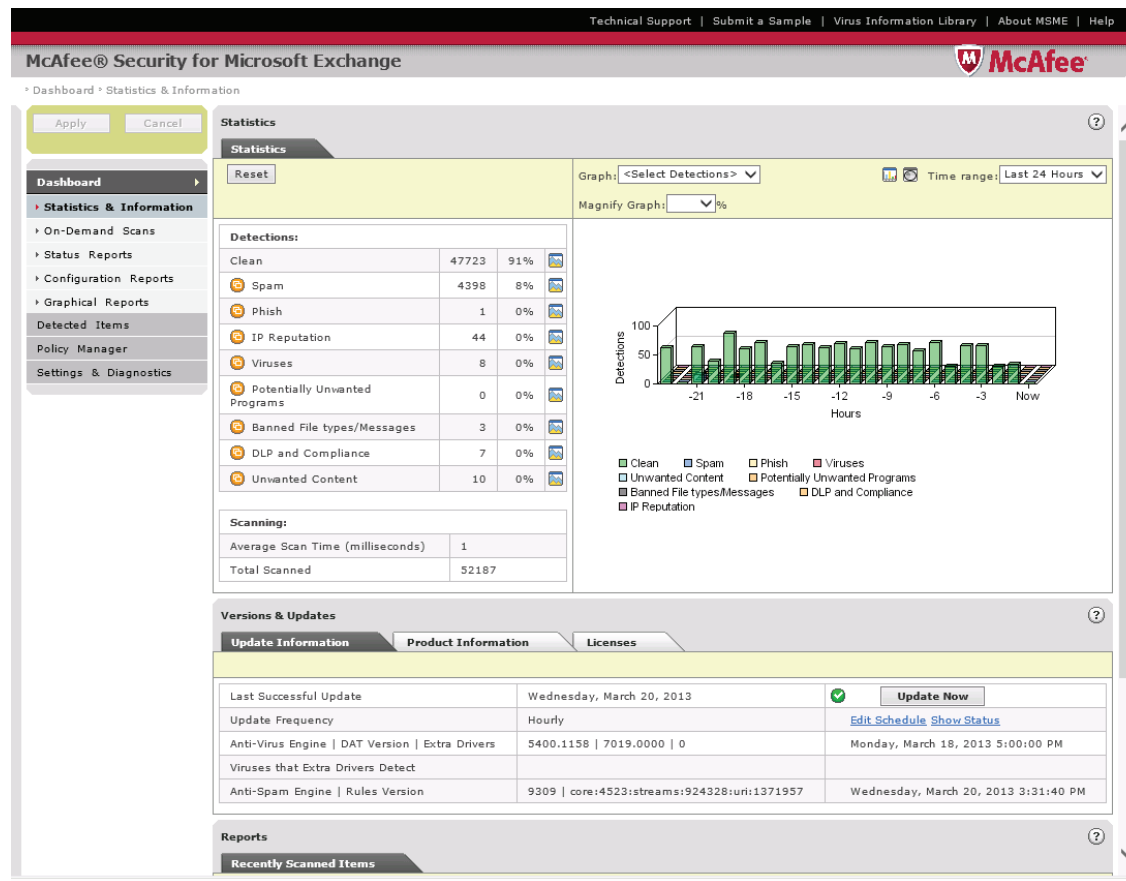 Technical Support | Submit a Sample | Virus Information Library | About MSME | Help
McAfee® Security for Microsoft Exchange
McAfee
Dashboard Statistics & Information
Apply Cancel
Dashboard
Statistics & Information
On-Demand Scans
Status Reports
Configuration Reports
Graphical Reports
Detected Items
Policy Manager
Settings & Diagnostics
Statistics ?
Statistics
Reset
Graph: <Select Detections>
Time range: Last 24 Hours
Magnify Graph: %
Detections:
Clean 47723 91%
Spam 4398 8%
Phish 1 0%
IP Reputation 44 0%
Viruses 8 0%
Potentially Unwanted
Programs 0 0%
Banned File types/Messages 3 0%
DLP and Compliance 7 0%
Unwanted Content 10 0%
Scanning:
Average Scan Time (milliseconds) 1
Total Scanned 52187
Detections
100
50
0
-21 -18 -15 -12 -9 -6 -3 Now
Hours
Clean Spam Phish Viruses
Unwanted Content Potentially Unwanted Programs
Banned File types/Messages DLP and Compliance
IP Reputation
Versions & Updates ?
Update Information Product Information Licenses
Last Successful Update Wednesday, March 20, 2013 Update Now
Update Frequency Hourly Edit Schedule Show Status
Anti-Virus Engine | DAT Version | Extra Drivers 5400.1158 | 7019.0000 | 0 Monday, March 18, 2013 5:00:00 PM
Viruses that Extra Drivers Detect
Anti-Spam Engine | Rules Version 9309 | core:4523:streams:924328:uri:1371957 Wednesday, March 20, 2013 3:31:40 PM
Reports ?
Recently Scanned Items